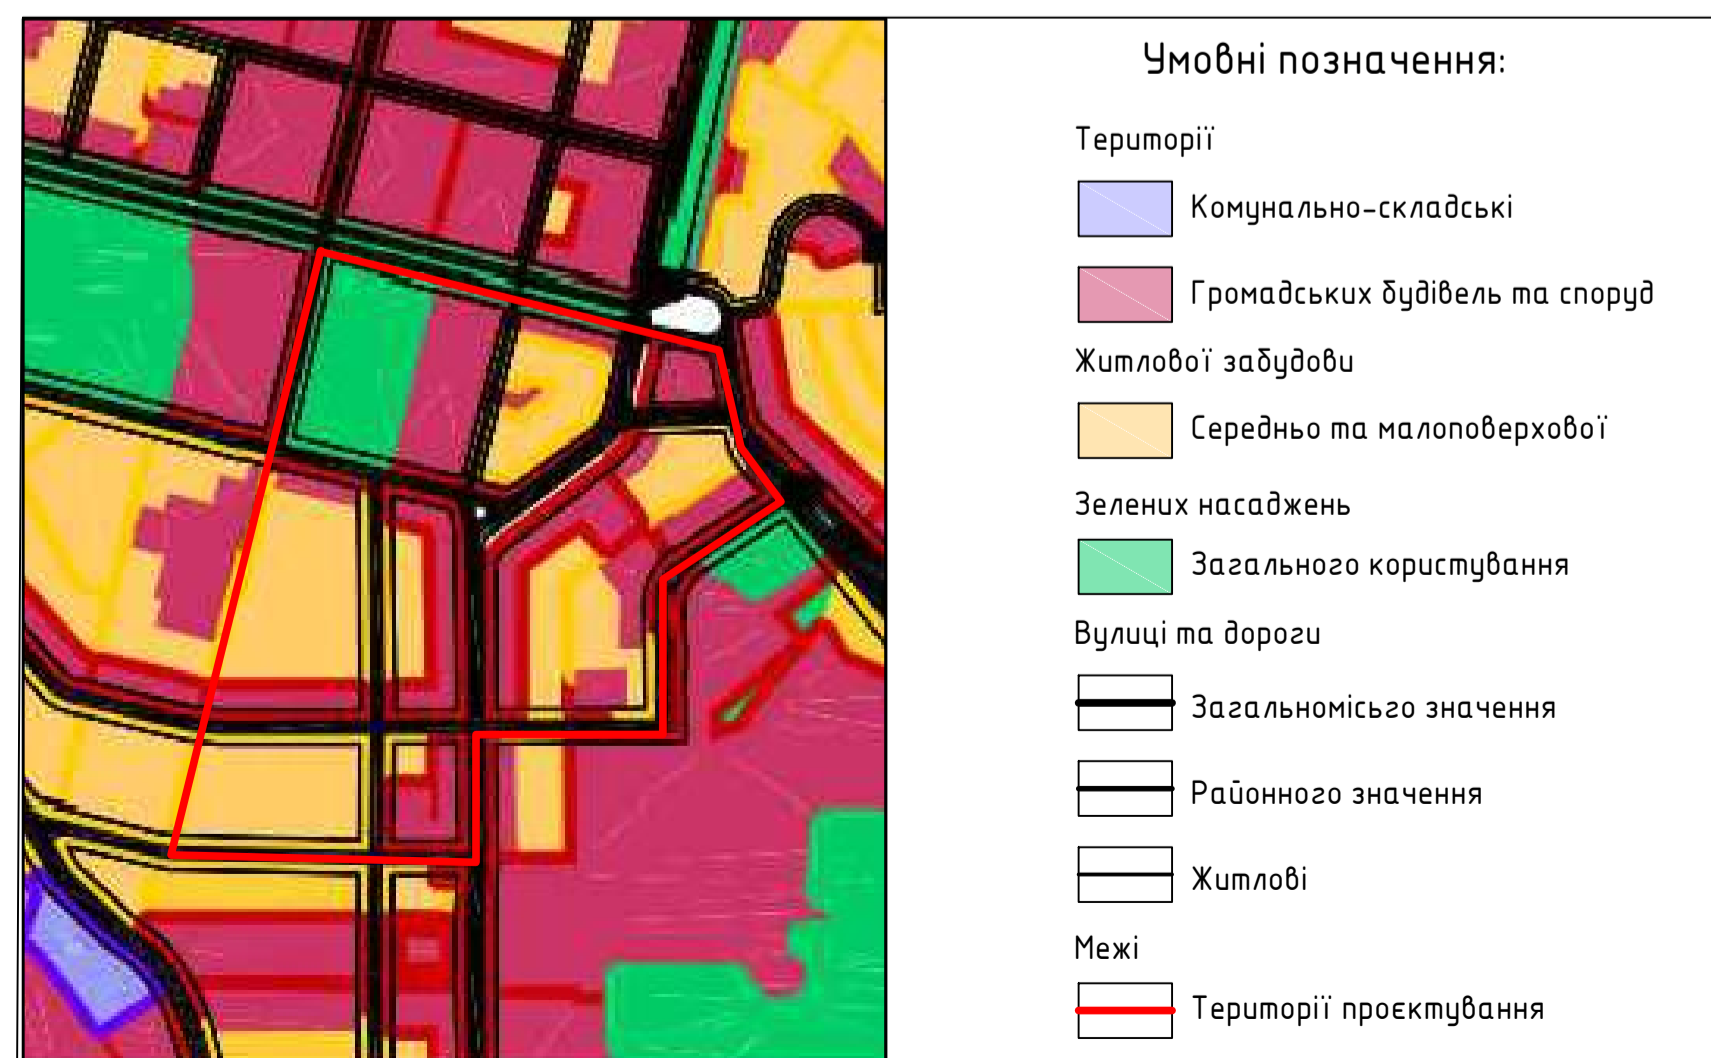 Умовні позначення:
Території
Комунально-складські
Громадських будівель та споруд
Житлової забудови
Середньо та малоповерхової
Зелених насаджень
Загального користування
Вулиці та дороги
Загальномісьго значення
Районного значення
Житлові
Межі
Території проєктування